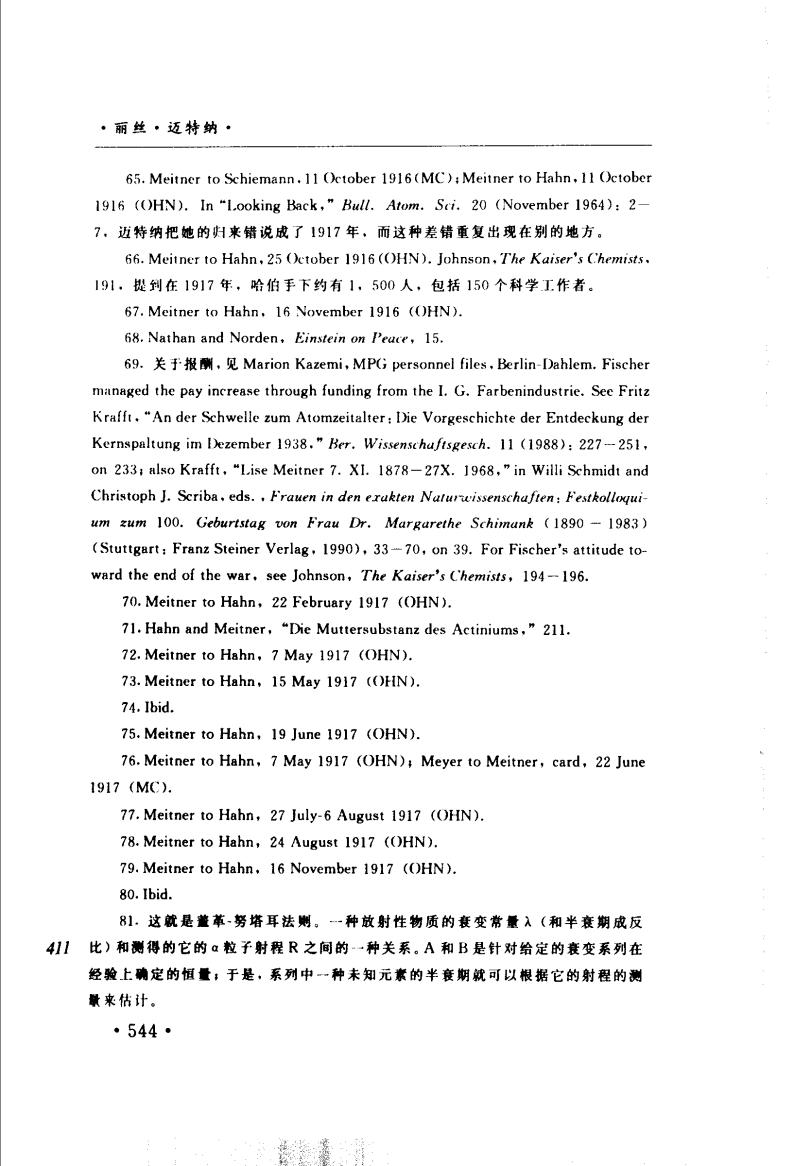 ·丽丝·迈特纳·
65. Meitner to Schiemann, 11 October 1916(MC); Meitner to Hahn, 11 October
1916 (OHN). In “Looking Back,” Bull. Atom. Sci. 20 (November 1964): 2—
7, 迈特纳把她的归来错说成了 1917 年, 而这种差错重复出现在别的地方。
66. Meitner to Hahn, 25 October 1916 (OHN). Johnson, The Kaiser's Chemists,
191, 提到在 1917 年, 哈伯手下约有 1, 500 人, 包括 150 个科学工作者。
67. Meitner to Hahn, 16 November 1916 (OHN).
68. Nathan and Norden, Einstein on Peace, 15.
69. 关于报酬, 见 Marion Kazemi, MPG personnel files, Berlin-Dahlem. Fischer
managed the pay increase through funding from the I. G. Farbenindustrie. See Fritz
Krafft, “An der Schwelle zum Atomzeitalter: Die Vorgeschichte der Entdeckung der
Kernspaltung im Dezember 1938,” Ber. Wissenschaftsgesch. 11 (1988): 227—251,
on 233; also Krafft, “Lise Meitner 7. XI. 1878—27X. 1968,” in Willi Schmidt and
Christoph J. Scriba, eds. , Frauen in den exakten Naturwissenschaften: Festkolloqui-
um zum 100. Geburtstag von Frau Dr. Margarethe Schimank (1890 — 1983)
(Stuttgart: Franz Steiner Verlag, 1990), 33—70, on 39. For Fischer's attitude to-
ward the end of the war, see Johnson, The Kaiser's Chemists, 194—196.
70. Meitner to Hahn, 22 February 1917 (OHN).
71. Hahn and Meitner, “Die Muttersubstanz des Actiniums,” 211.
72. Meitner to Hahn, 7 May 1917 (OHN).
73. Meitner to Hahn, 15 May 1917 (OHN).
74. Ibid.
75. Meitner to Hahn, 19 June 1917 (OHN).
76. Meitner to Hahn, 7 May 1917 (OHN); Meyer to Meitner, card, 22 June
1917 (MC).
77. Meitner to Hahn, 27 July-6 August 1917 (OHN).
78. Meitner to Hahn, 24 August 1917 (OHN).
79. Meitner to Hahn, 16 November 1917 (OHN).
80. Ibid.
81. 这就是盖革-努塔耳法则。一种放射性物质的衰变常量 λ (和半衰期成反
411 比) 和测得的它的 α 粒子射程 R 之间的一种关系。A 和 B 是针对给定的衰变系列在
经验上确定的恒量; 于是, 系列中一种未知元素的半衰期就可以根据它的射程的测
量来估计。
·544·